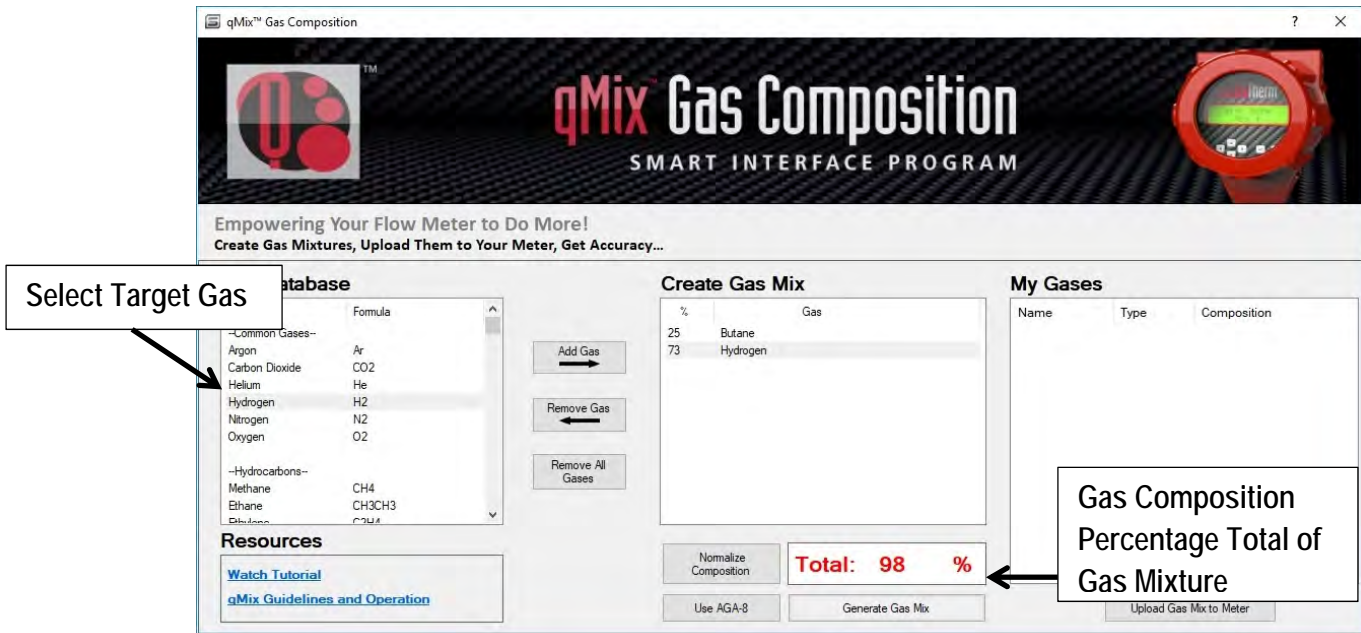 qMix™ Gas Composition
? ×
TM
qMix™ Gas Composition
SMART INTERFACE PROGRAM
Empowering Your Flow Meter to Do More!
Create Gas Mixtures, Upload Them to Your Meter, Get Accuracy...
Select Target Gas
atabase
Formula
--Common Gases--
Argon Ar
Carbon Dioxide CO2
Helium He
Hydrogen H2
Nitrogen N2
Oxygen O2
--Hydrocarbons--
Methane CH4
Ethane CH3CH3
Ethylene C2H4
Add Gas
Remove Gas
Remove All
Gases
Create Gas Mix
% Gas
25 Butane
73 Hydrogen
My Gases
Name Type Composition
Gas Composition
Percentage Total of
Gas Mixture
Resources
Watch Tutorial
qMix Guidelines and Operation
Normalize
Composition
Total: 98 %
Use AGA-8
Generate Gas Mix
Upload Gas Mix to Meter